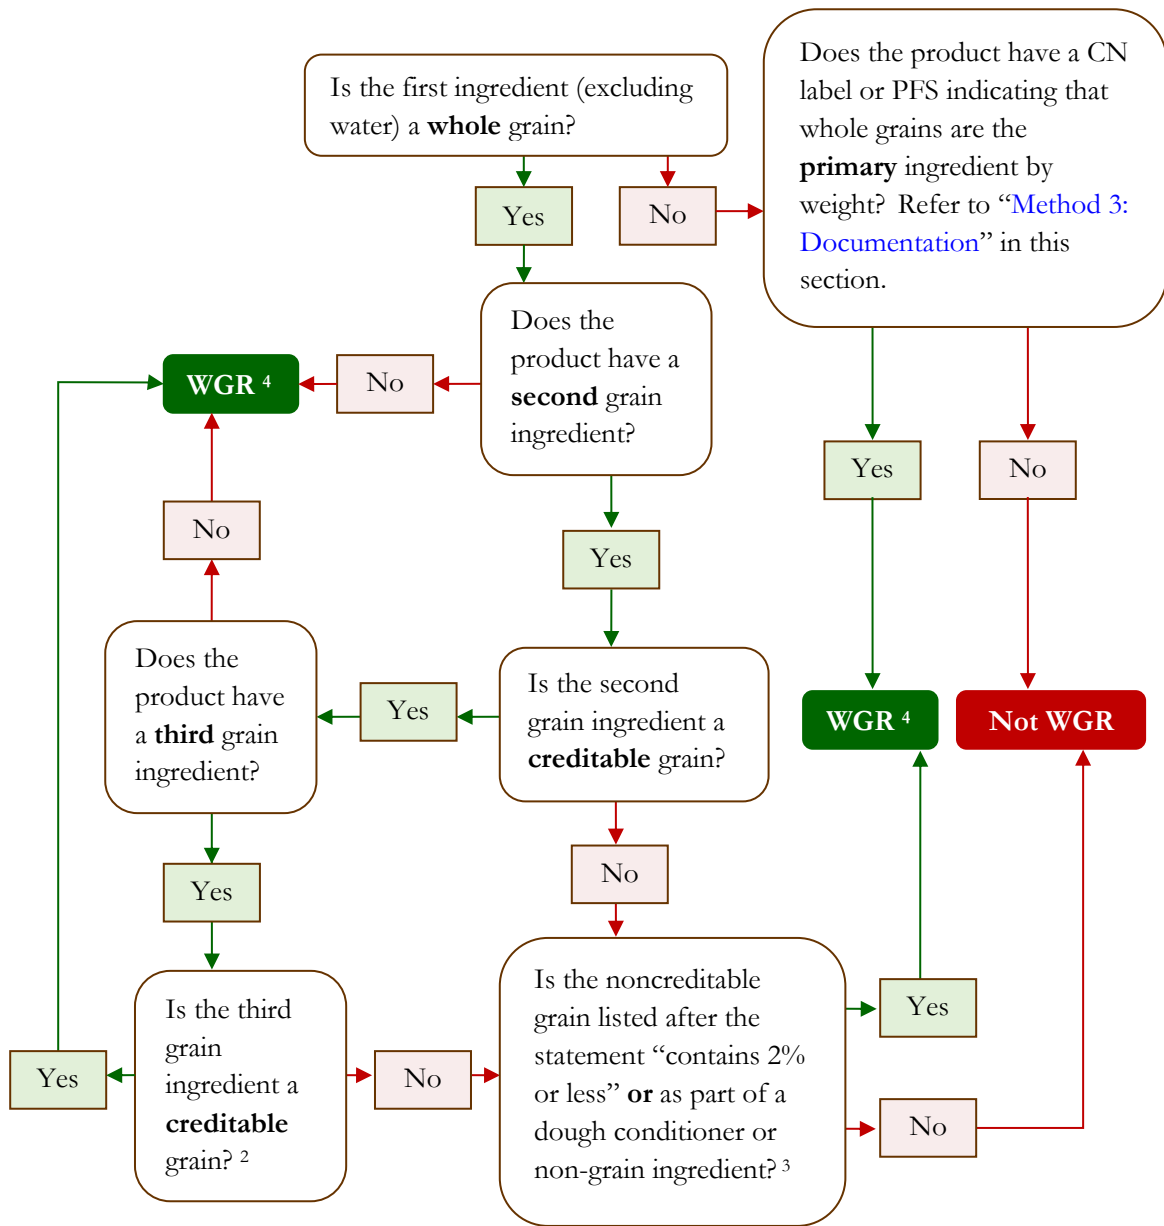 Is the first ingredient (excluding
water) a whole grain?
Does the product have a CN
label or PFS indicating that
whole grains are the
primary ingredient by
weight? Refer to “Method 3:
Documentation” in this
section.
Yes
No
Does the
product have a
second grain
ingredient?
No
WGR ⁴
Yes
No
No
Yes
Does the
product have
a third grain
ingredient?
Yes
Is the second
grain ingredient a
creditable grain?
WGR ⁴
Not WGR
Yes
No
Is the third
grain
ingredient a
creditable
grain? ²
Yes
No
Is the noncreditable
grain listed after the
statement “contains 2%
or less” or as part of a
dough conditioner or
non-grain ingredient? ³
Yes
No